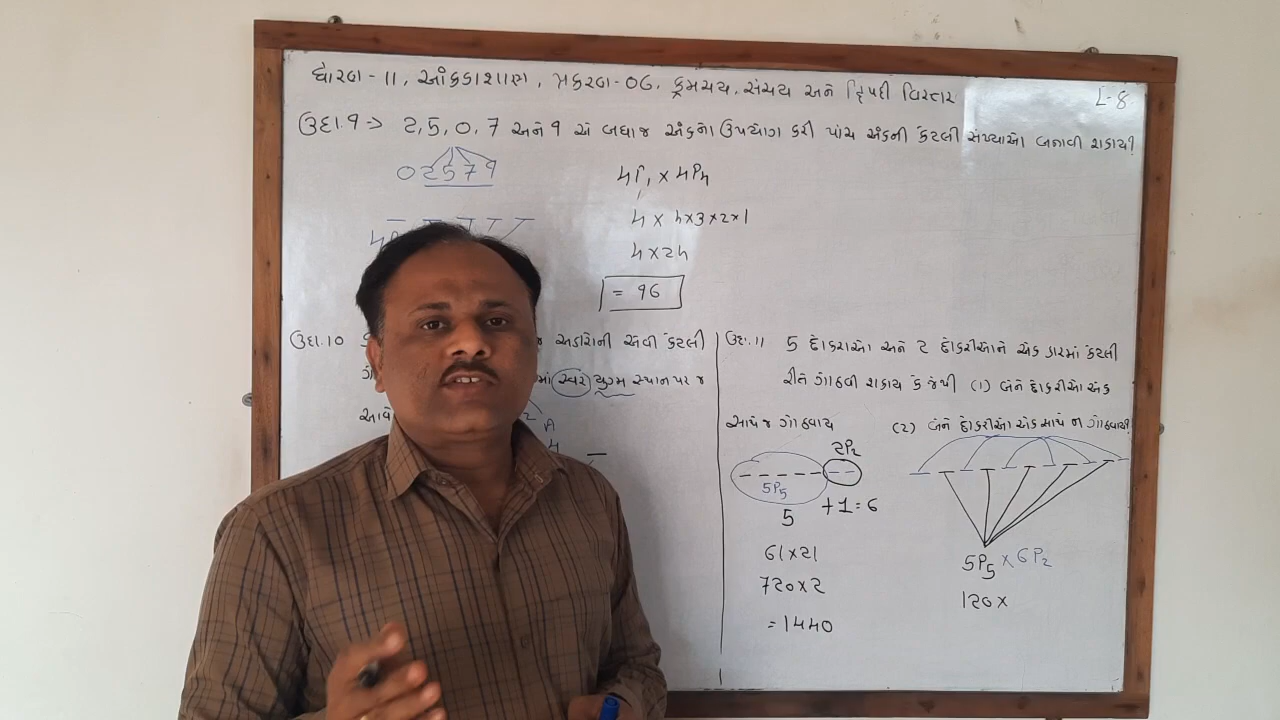 ધોરણ - 11, આંકડાશાસ્ત્ર, પ્રકરણ-06, ક્રમચય, સંચય અને દ્વિપદી વિસ્તાર
L-8
ઉદા.9 -> 2, 5, 0, 7 અને 9 એ બધાજ અંકનો ઉપયોગ કરી પાંચ અંકની કેટલી સંખ્યાઓ બનાવી શકાય?
0 2 5 7 9
4P1 × 4P4
4 × 4×3×2×1
4×24
= 96
ઉદા.10
અક્ષરોની એવી કેટલી
માં સ્વર યુગ્મ સ્થાન પર જ
આવે
ઉદા.11 5 છોકરાઓ અને 2 છોકરીઓને એક હારમાં કેટલી
રીતે ગોઠવી શકાય કે જેથી (1) બંને છોકરીઓ એક
સાથે જ ગોઠવાય (2) બંને છોકરીઓ એક સાથે ન ગોઠવાય?
2P2
5P5
5 +1=6
6!×2!
720×2
=1440
5P5 × 6P2
120×